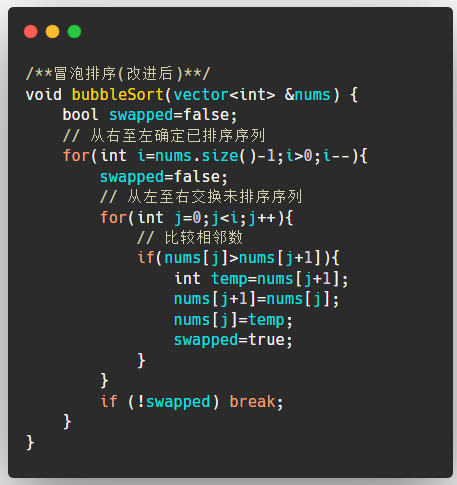 /**冒泡排序(改进后)**/
void bubbleSort(vector<int> &nums) {
    bool swapped=false;
    // 从右至左确定已排序序列
    for(int i=nums.size()-1;i>0;i--){
        swapped=false;
        // 从左至右交换未排序序列
        for(int j=0;j<i;j++){
            // 比较相邻数
            if(nums[j]>nums[j+1]){
                int temp=nums[j+1];
                nums[j+1]=nums[j];
                nums[j]=temp;
                swapped=true;
            }
        }
        if (!swapped) break;
    }
}